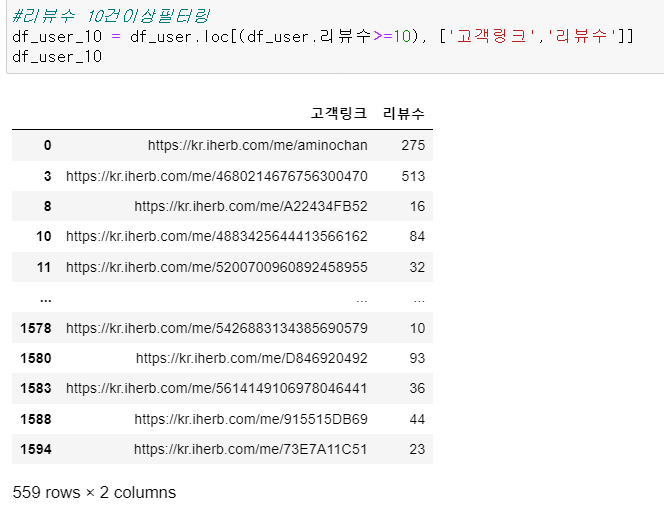 #리뷰수 10건이상필터링
df_user_10 = df_user.loc[(df_user.리뷰수>=10), ['고객링크','리뷰수']]
df_user_10
고객링크 리뷰수
0 https://kr.iherb.com/me/aminochan 275
3 https://kr.iherb.com/me/4680214676756300470 513
8 https://kr.iherb.com/me/A22434FB52 16
10 https://kr.iherb.com/me/4883425644413566162 84
11 https://kr.iherb.com/me/5200700960892458955 32
... ... ...
1578 https://kr.iherb.com/me/5426883134385690579 10
1580 https://kr.iherb.com/me/D846920492 93
1583 https://kr.iherb.com/me/5614149106978046441 36
1588 https://kr.iherb.com/me/915515DB69 44
1594 https://kr.iherb.com/me/73E7A11C51 23
559 rows × 2 columns